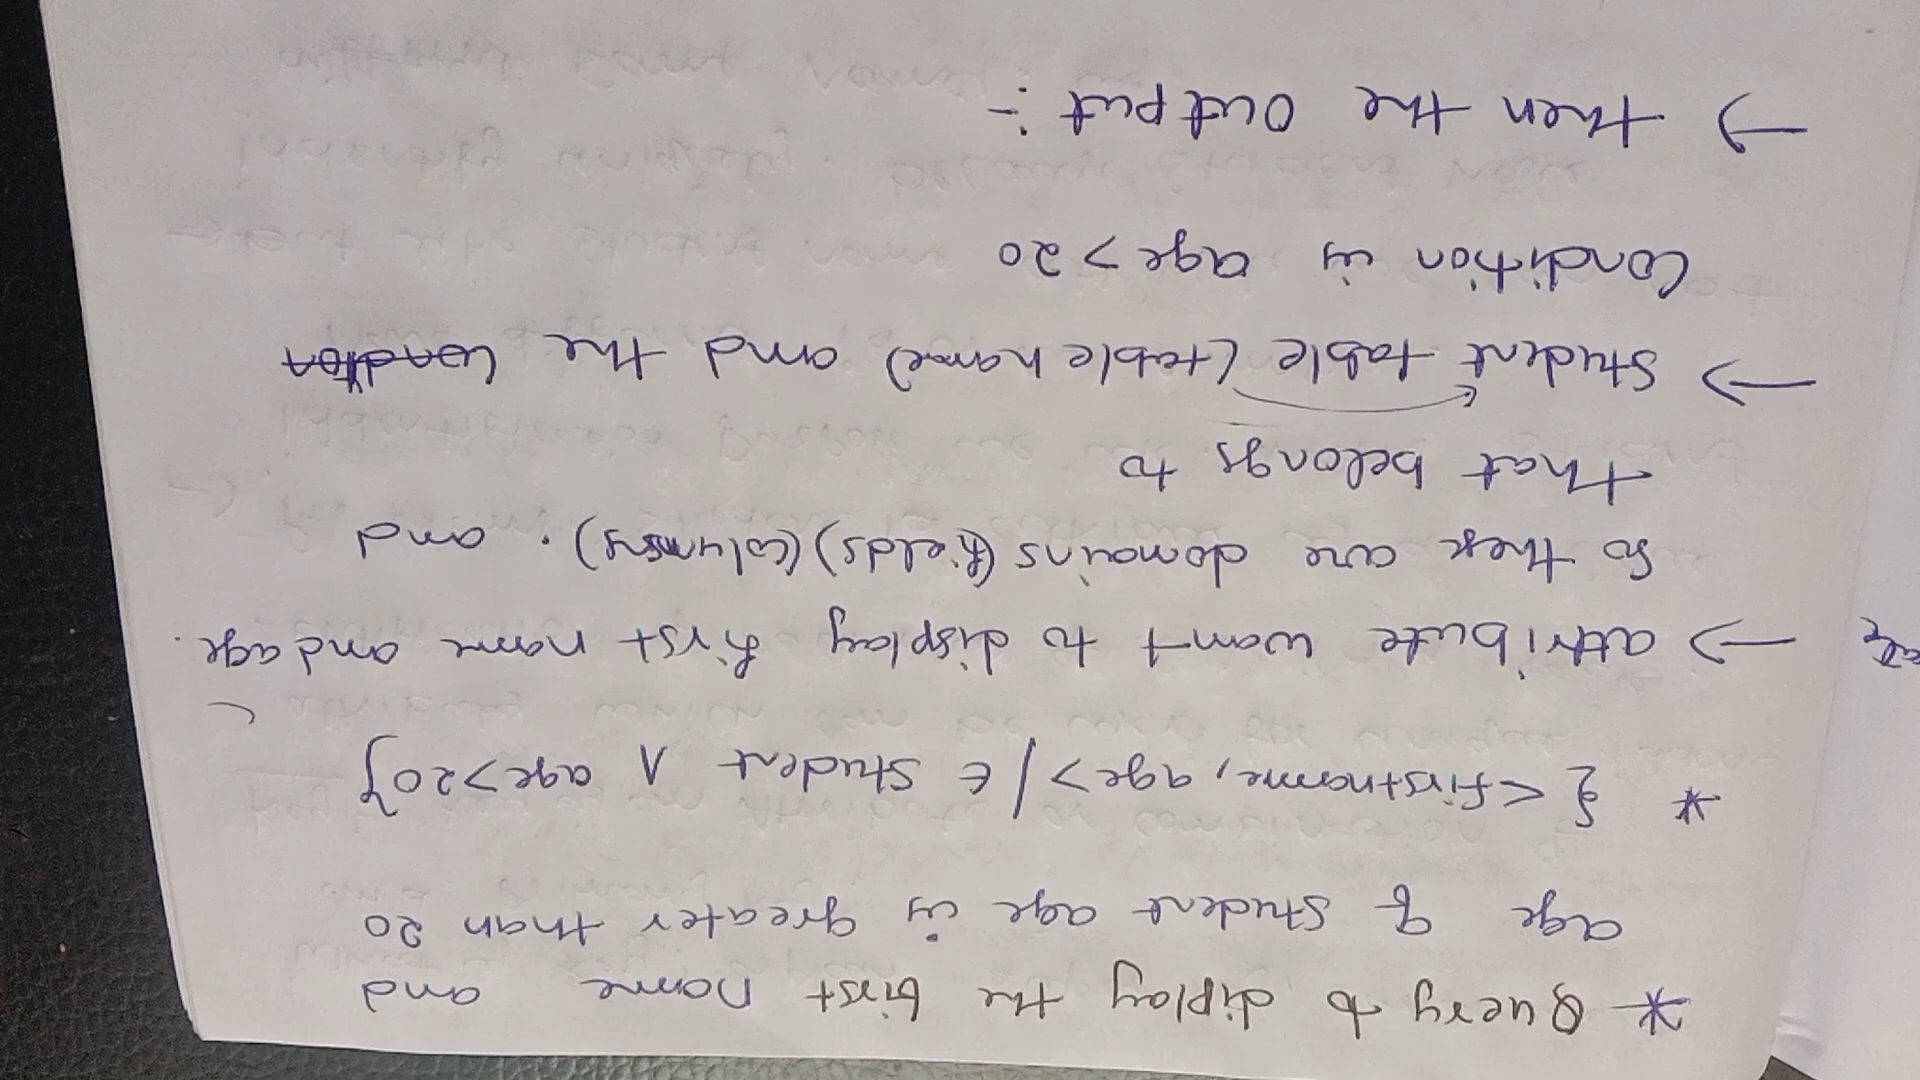 * Query to diplay the first name and
age of student age is greater than 20
* { <firstname, age> / ∈ student ∧ age>20}
→ attribute want to display first name and age.
so these are domains (fields) (columns). and
that belongs to
→ student table (table name) and the
Condition is age > 20
→ then the output :-